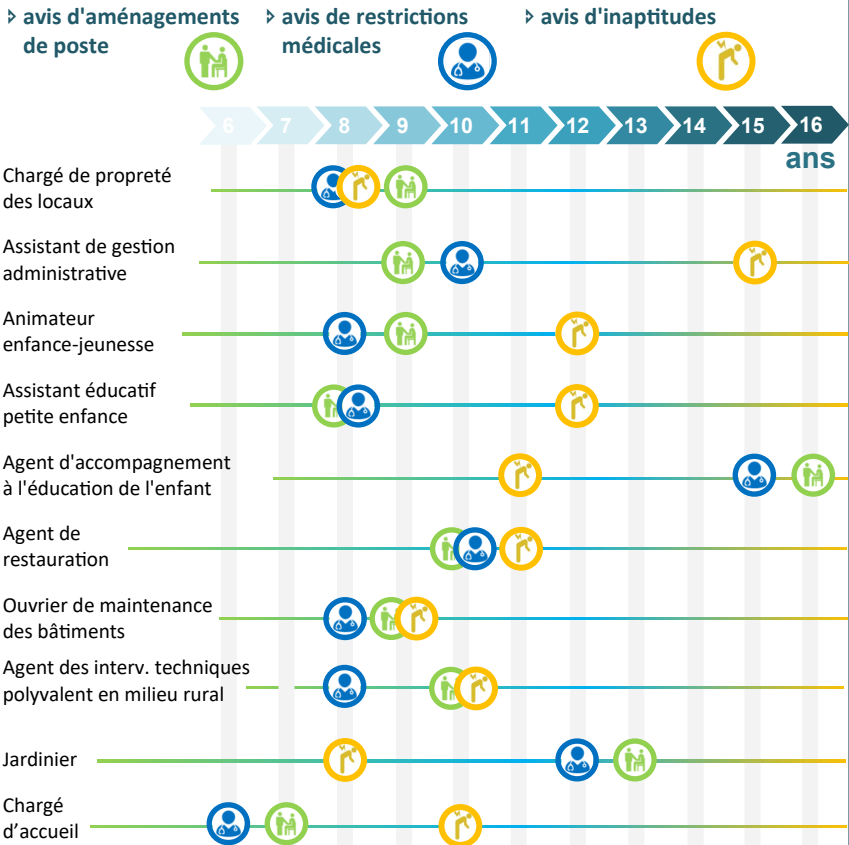 avis d'aménagements
de poste
avis de restrictions
médicales
avis d'inaptitudes
6 7 8 9 10 11 12 13 14 15 16
ans
Chargé de propreté
des locaux
Assistant de gestion
administrative
Animateur
enfance-jeunesse
Assistant éducatif
petite enfance
Agent d'accompagnement
à l'éducation de l'enfant
Agent de
restauration
Ouvrier de maintenance
des bâtiments
Agent des interv. techniques
polyvalent en milieu rural
Jardinier
Chargé
d’accueil